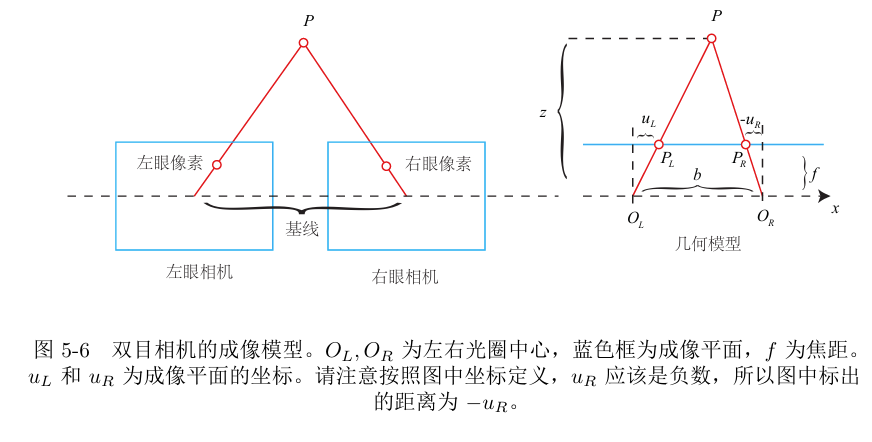 P
左眼像素
右眼像素
基线
左眼相机
右眼相机
P
z
u_L
-u_R
P_L
P_R
b
f
x
O_L
O_R
几何模型
图 5-6 双目相机的成像模型。O_L, O_R 为左右光圈中心，蓝色框为成像平面，f 为焦距。
u_L 和 u_R 为成像平面的坐标。请注意按照图中坐标定义，u_R 应该是负数，所以图中标出
的距离为 −u_R。